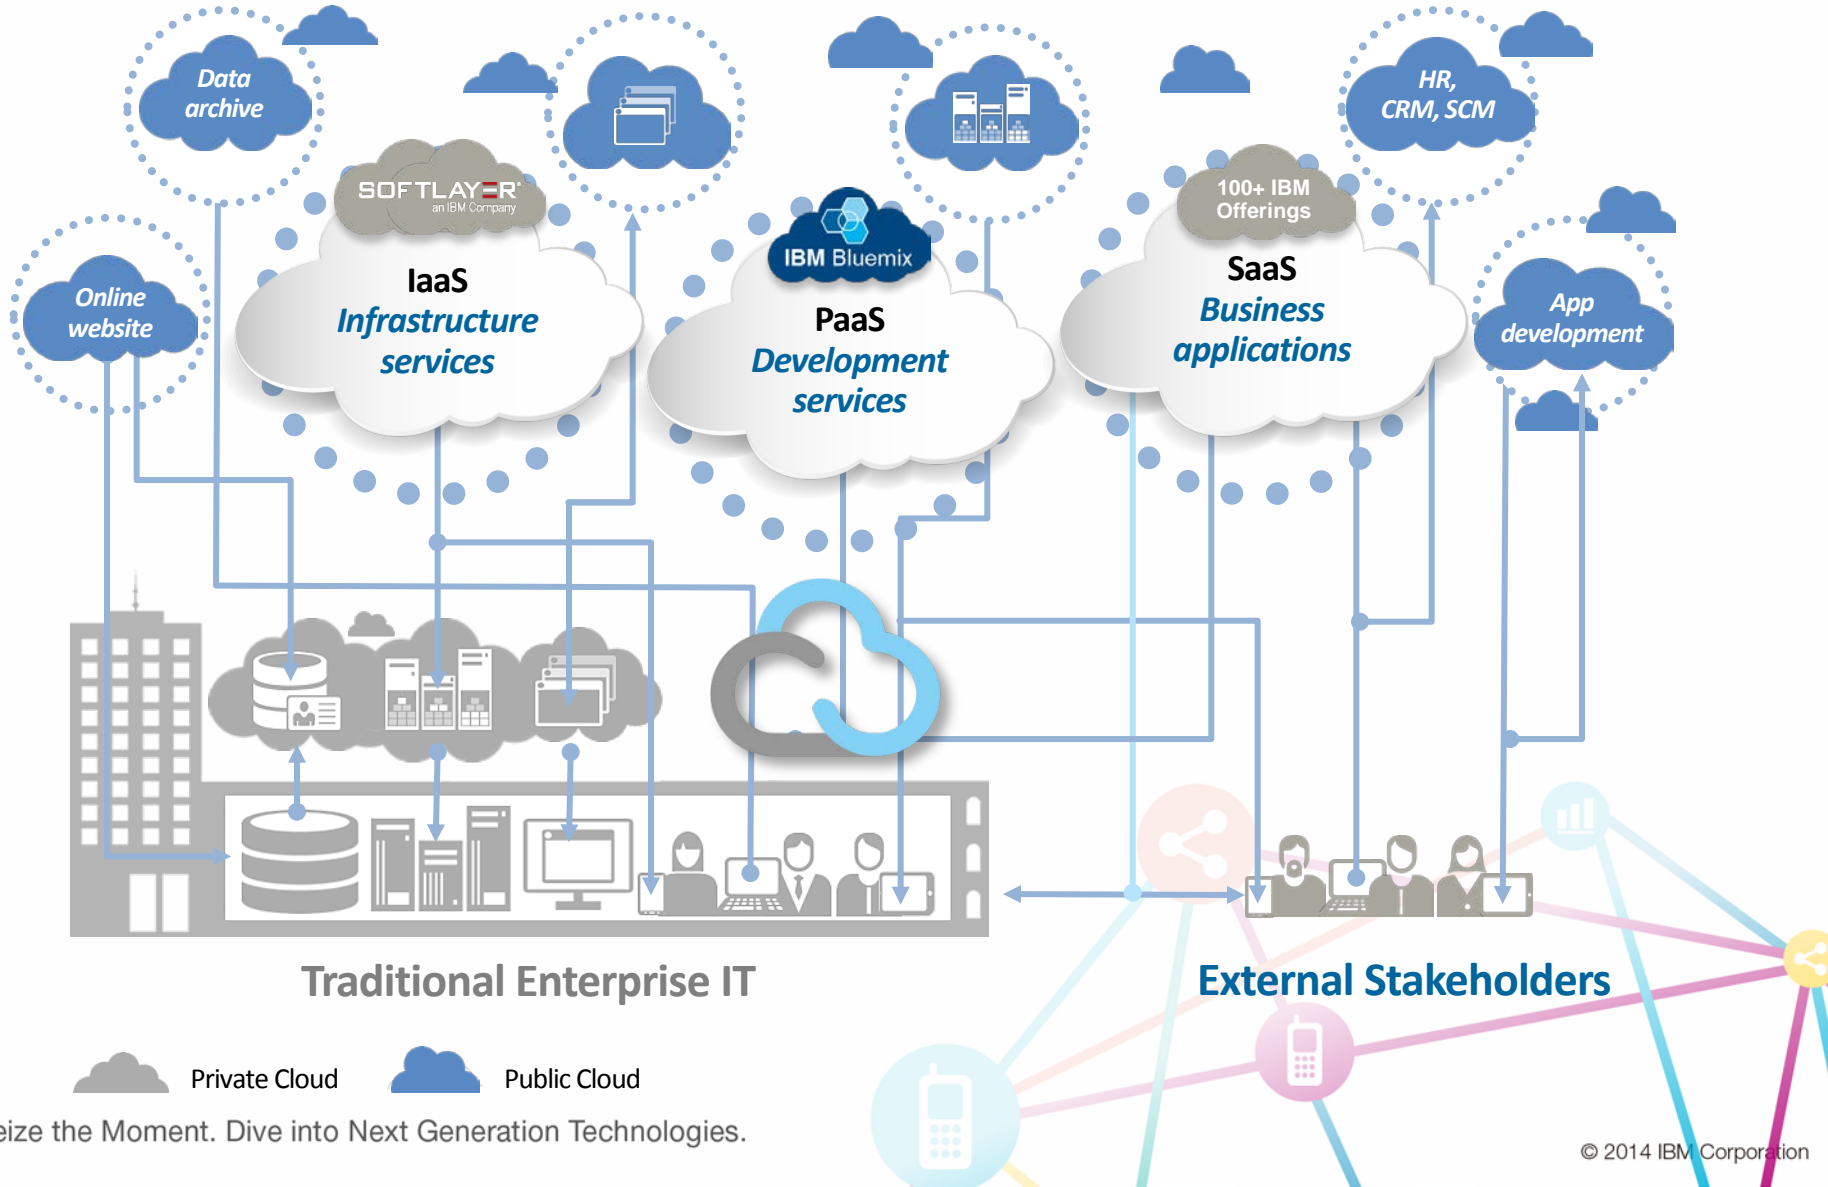 Data
archive
HR,
CRM, SCM
SOFTLAYER®
an IBM Company
100+ IBM
Offerings
IBM Bluemix
Online
website
IaaS
Infrastructure
services
PaaS
Development
services
SaaS
Business
applications
App
development
Traditional Enterprise IT
External Stakeholders
Private Cloud
Public Cloud
eize the Moment. Dive into Next Generation Technologies.
© 2014 IBM Corporation